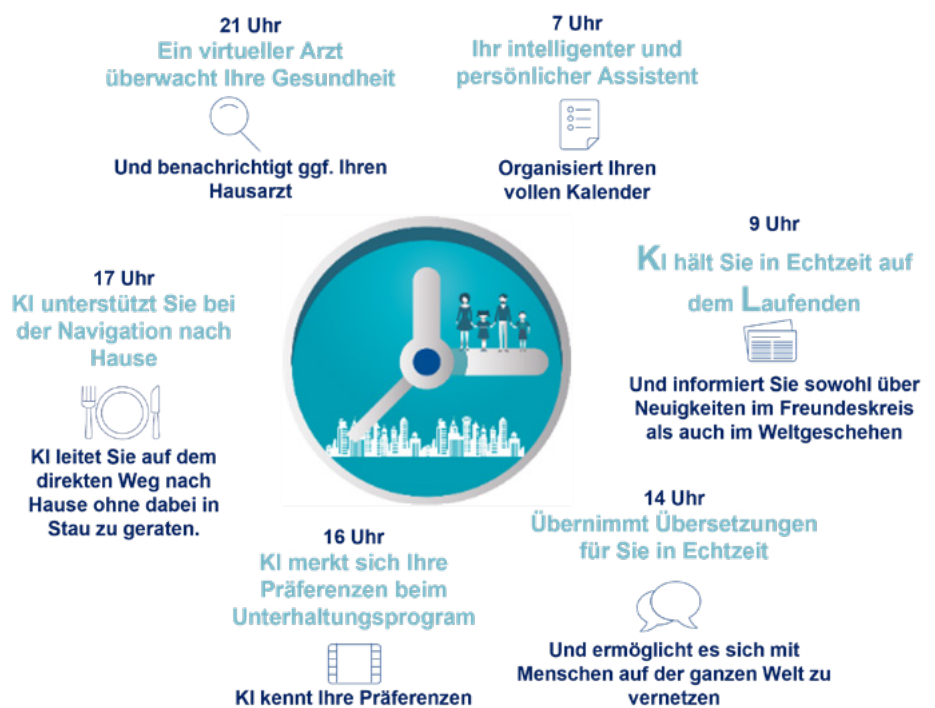 21 Uhr
Ein virtueller Arzt
überwacht Ihre Gesundheit
Und benachrichtigt ggf. Ihren
Hausarzt
7 Uhr
Ihr intelligenter und
persönlicher Assistent
Organisiert Ihren
vollen Kalender
9 Uhr
KI hält Sie in Echtzeit auf
dem Laufenden
Und informiert Sie sowohl über
Neuigkeiten im Freundeskreis
als auch im Weltgeschehen
17 Uhr
KI unterstützt Sie bei
der Navigation nach
Hause
KI leitet Sie auf dem
direkten Weg nach
Hause ohne dabei in
Stau zu geraten.
14 Uhr
Übernimmt Übersetzungen
für Sie in Echtzeit
Und ermöglicht es sich mit
Menschen auf der ganzen Welt zu
vernetzen
16 Uhr
KI merkt sich Ihre
Präferenzen beim
Unterhaltungsprogram
KI kennt Ihre Präferenzen